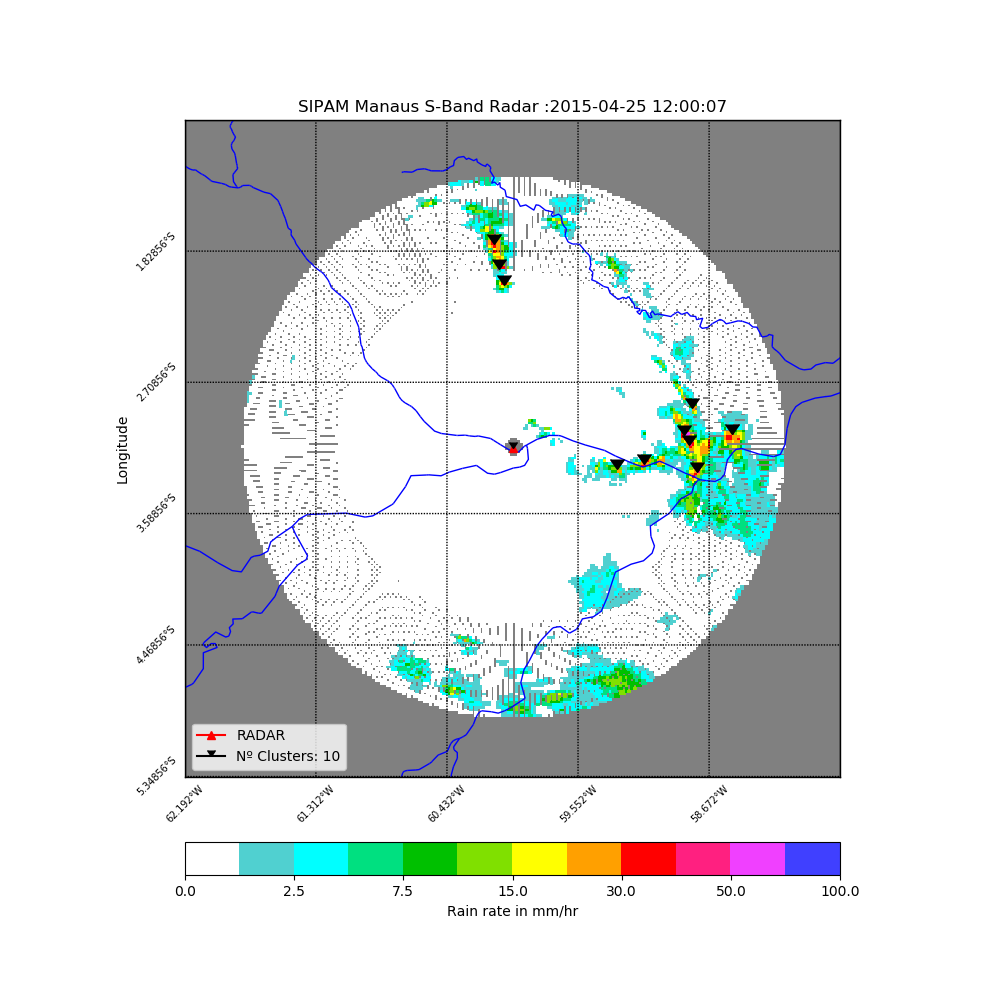 SIPAM Manaus S-Band Radar :2015-04-25 12:00:07
Longitude
1.82856°S
2.70856°S
3.58856°S
4.46856°S
5.34856°S
62.192°W
61.312°W
60.432°W
59.552°W
58.672°W
RADAR
Nº Clusters: 10
0.0 2.5 7.5 15.0 30.0 50.0 100.0
Rain rate in mm/hr